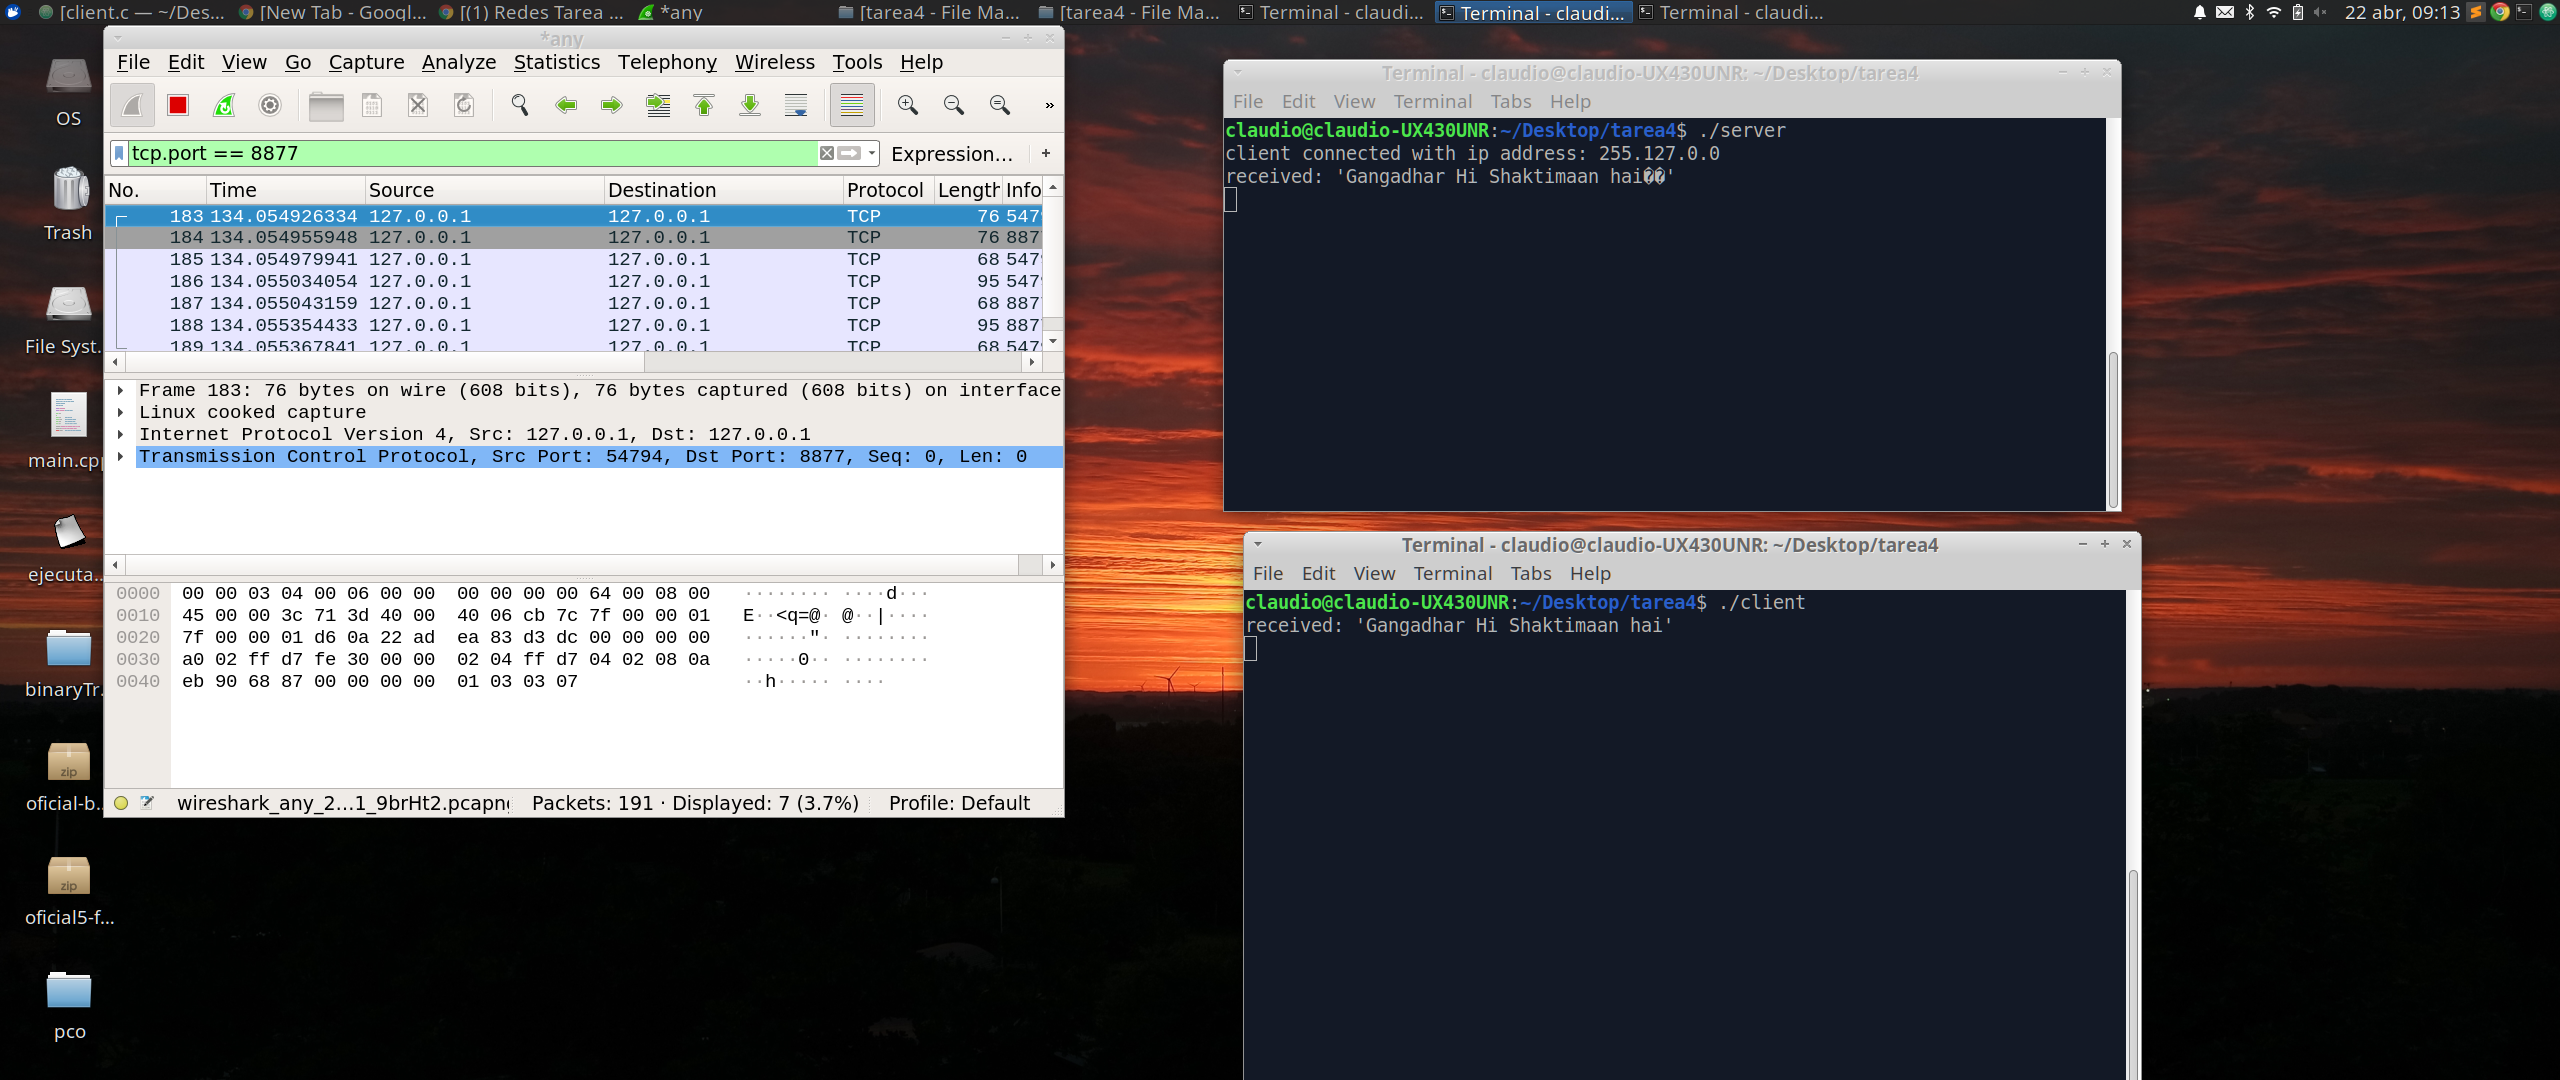 [client.c — ~/Des... [New Tab - Googl... [(1) Redes Tarea ... *any [tarea4 - File Ma... [tarea4 - File Ma... Terminal - claudi... Terminal - claudi... Terminal - claudi... 22 abr, 09:13
OS
Trash
File Syst...
main.cpp
ejecuta...
binaryTr...
oficial-b...
oficial5-f...
pco
zip
zip
*any
File Edit View Go Capture Analyze Statistics Telephony Wireless Tools Help
tcp.port == 8877 Expression... +
No. Time Source Destination Protocol Length Info
183 134.054926334 127.0.0.1 127.0.0.1 TCP 76 547
184 134.054955948 127.0.0.1 127.0.0.1 TCP 76 887
185 134.054979941 127.0.0.1 127.0.0.1 TCP 68 547
186 134.055034054 127.0.0.1 127.0.0.1 TCP 95 547
187 134.055043159 127.0.0.1 127.0.0.1 TCP 68 887
188 134.055354433 127.0.0.1 127.0.0.1 TCP 95 887
189 134.055367841 127.0.0.1 127.0.0.1 TCP 68 547
Frame 183: 76 bytes on wire (608 bits), 76 bytes captured (608 bits) on interface
Linux cooked capture
Internet Protocol Version 4, Src: 127.0.0.1, Dst: 127.0.0.1
Transmission Control Protocol, Src Port: 54794, Dst Port: 8877, Seq: 0, Len: 0
0000 00 00 03 04 00 06 00 00 00 00 00 00 64 00 08 00 ········ ····d···
0010 45 00 00 3c 71 3d 40 00 40 06 cb 7c 7f 00 00 01 E··<q=@· @··|····
0020 7f 00 00 01 d6 0a 22 ad ea 83 d3 dc 00 00 00 00 ······"· ········
0030 a0 02 ff d7 fe 30 00 00 02 04 ff d7 04 02 08 0a ·····0·· ········
0040 eb 90 68 87 00 00 00 00 01 03 03 07 ··h····· ····
wireshark_any_2...1_9brHt2.pcapng Packets: 191 · Displayed: 7 (3.7%) Profile: Default
Terminal - claudio@claudio-UX430UNR: ~/Desktop/tarea4
File Edit View Terminal Tabs Help
claudio@claudio-UX430UNR:~/Desktop/tarea4$ ./server
client connected with ip address: 255.127.0.0
received: 'Gangadhar Hi Shaktimaan hai��'
Terminal - claudio@claudio-UX430UNR: ~/Desktop/tarea4
File Edit View Terminal Tabs Help
claudio@claudio-UX430UNR:~/Desktop/tarea4$ ./client
received: 'Gangadhar Hi Shaktimaan hai'